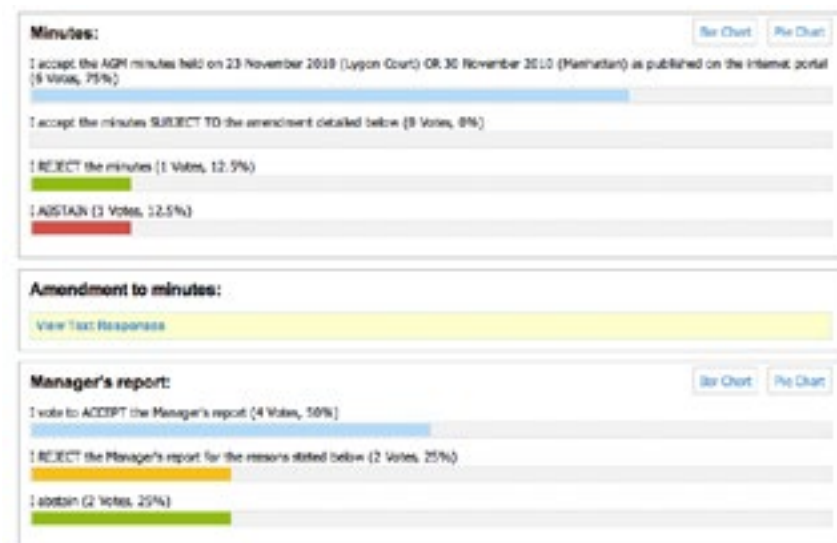 Minutes:
Bar Chart
Pie Chart
I accept the AGM minutes held on 23 November 2010 (Lygon Court) OR 30 November 2010 (Manhattan) as published on the internet portal
(6 Votes, 75%)
I accept the minutes SUBJECT TO the amendment detailed below (0 Votes, 0%)
I REJECT the minutes (1 Votes, 12.5%)
I ABSTAIN (1 Votes, 12.5%)
Amendment to minutes:
View Text Responses
Manager's report:
Bar Chart
Pie Chart
I vote to ACCEPT the Manager's report (4 Votes, 50%)
I REJECT the Manager's report for the reasons stated below (2 Votes, 25%)
I abstain (2 Votes, 25%)